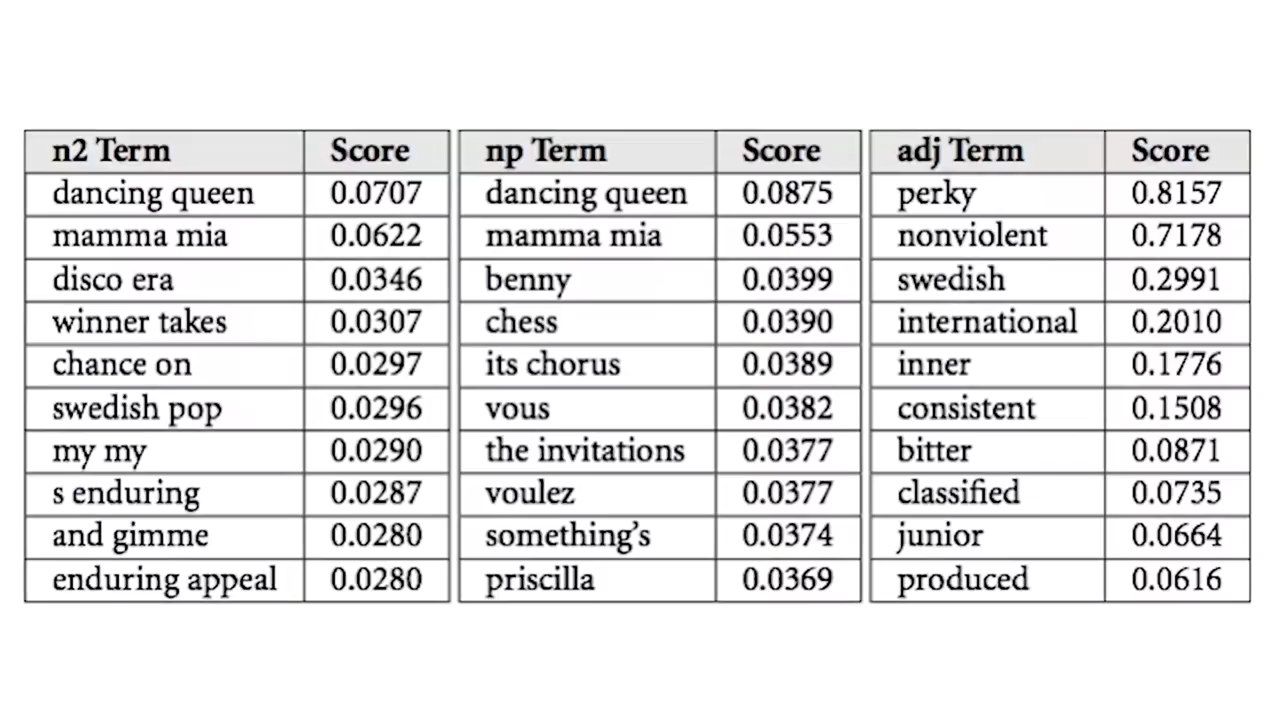 n2 Term Score np Term Score adj Term Score
dancing queen 0.0707 dancing queen 0.0875 perky 0.8157
mamma mia 0.0622 mamma mia 0.0553 nonviolent 0.7178
disco era 0.0346 benny 0.0399 swedish 0.2991
winner takes 0.0307 chess 0.0390 international 0.2010
chance on 0.0297 its chorus 0.0389 inner 0.1776
swedish pop 0.0296 vous 0.0382 consistent 0.1508
my my 0.0290 the invitations 0.0377 bitter 0.0871
s enduring 0.0287 voulez 0.0377 classified 0.0735
and gimme 0.0280 something’s 0.0374 junior 0.0664
enduring appeal 0.0280 priscilla 0.0369 produced 0.0616